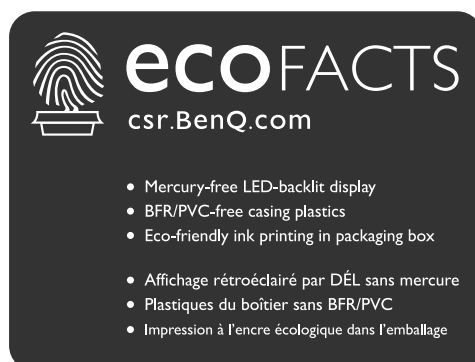 ecoFACTS
csr.BenQ.com
• Mercury-free LED-backlit display
• BFR/PVC-free casing plastics
• Eco-friendly ink printing in packaging box
• Affichage rétroéclairé par DÉL sans mercure
• Plastiques du boîtier sans BFR/PVC
• Impression à l'encre écologique dans l'emballage